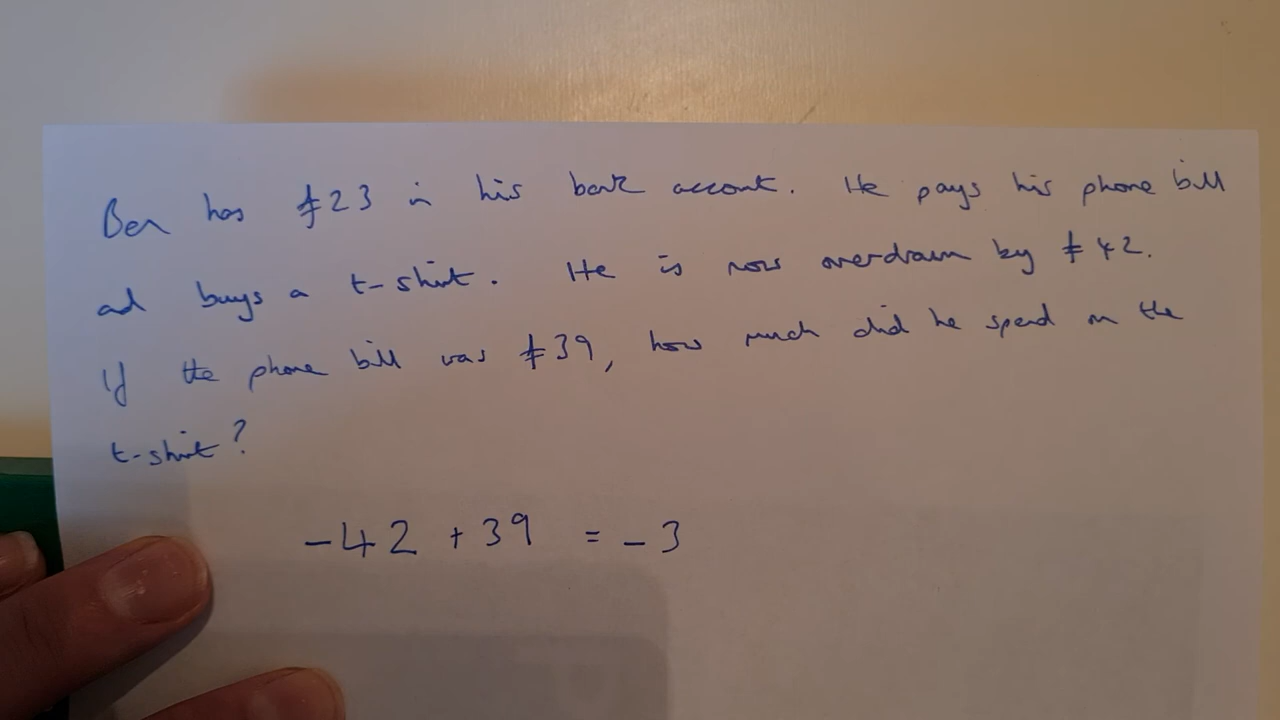 Ben has £23 in his bank account. He pays his phone bill
and buys a t-shirt. He is now overdrawn by £42.
If the phone bill was £39, how much did he spend on the
t-shirt?
-42 +39 = -3